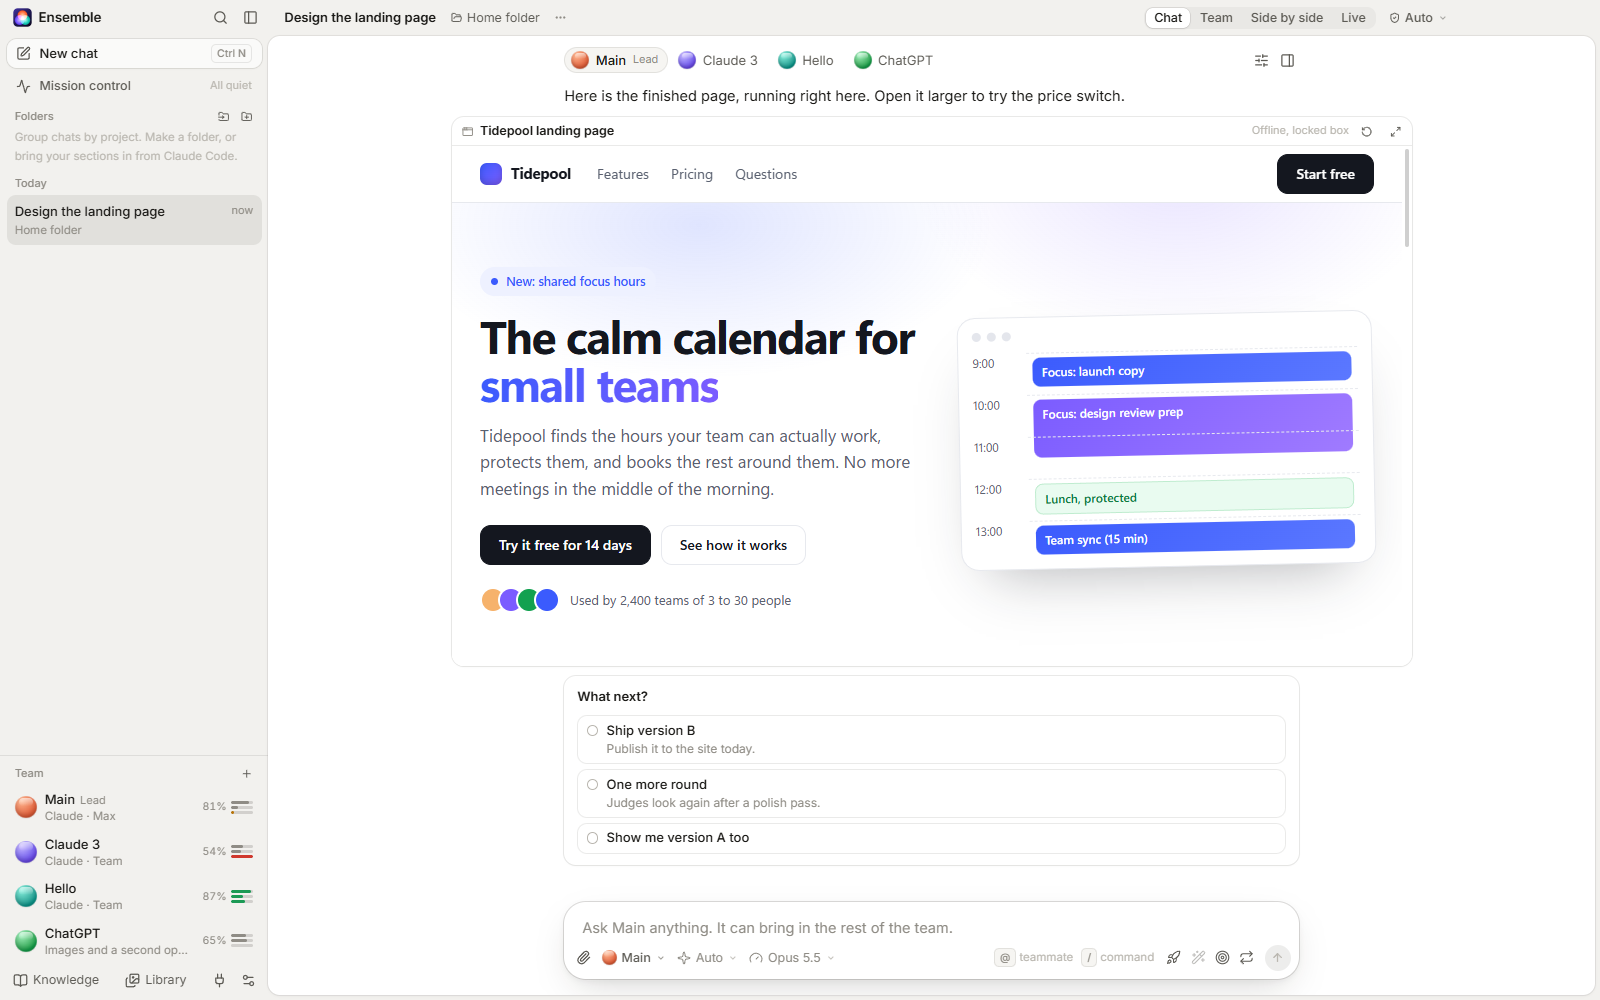 Ensemble
New chat
Ctrl N
Mission control
All quiet
Folders
Group chats by project. Make a folder, or
bring your sections in from Claude Code.
Today
Design the landing page
now
Home folder
Team
Main Lead
81%
Claude · Max
Claude 3
54%
Claude · Team
Hello
87%
Claude · Team
ChatGPT
65%
Images and a second op...
Knowledge
Library
Design the landing page
Home folder
Chat
Team
Side by side
Live
Auto
Main Lead
Claude 3
Hello
ChatGPT
Here is the finished page, running right here. Open it larger to try the price switch.
Tidepool landing page
Offline, locked box
Tidepool
Features
Pricing
Questions
Start free
New: shared focus hours
The calm calendar for
small teams
Tidepool finds the hours your team can actually work,
protects them, and books the rest around them. No more
meetings in the middle of the morning.
Try it free for 14 days
See how it works
Used by 2,400 teams of 3 to 30 people
9:00
Focus: launch copy
10:00
Focus: design review prep
11:00
12:00
Lunch, protected
13:00
Team sync (15 min)
What next?
Ship version B
Publish it to the site today.
One more round
Judges look again after a polish pass.
Show me version A too
Ask Main anything. It can bring in the rest of the team.
Main
Auto
Opus 5.5
@ teammate
/ command